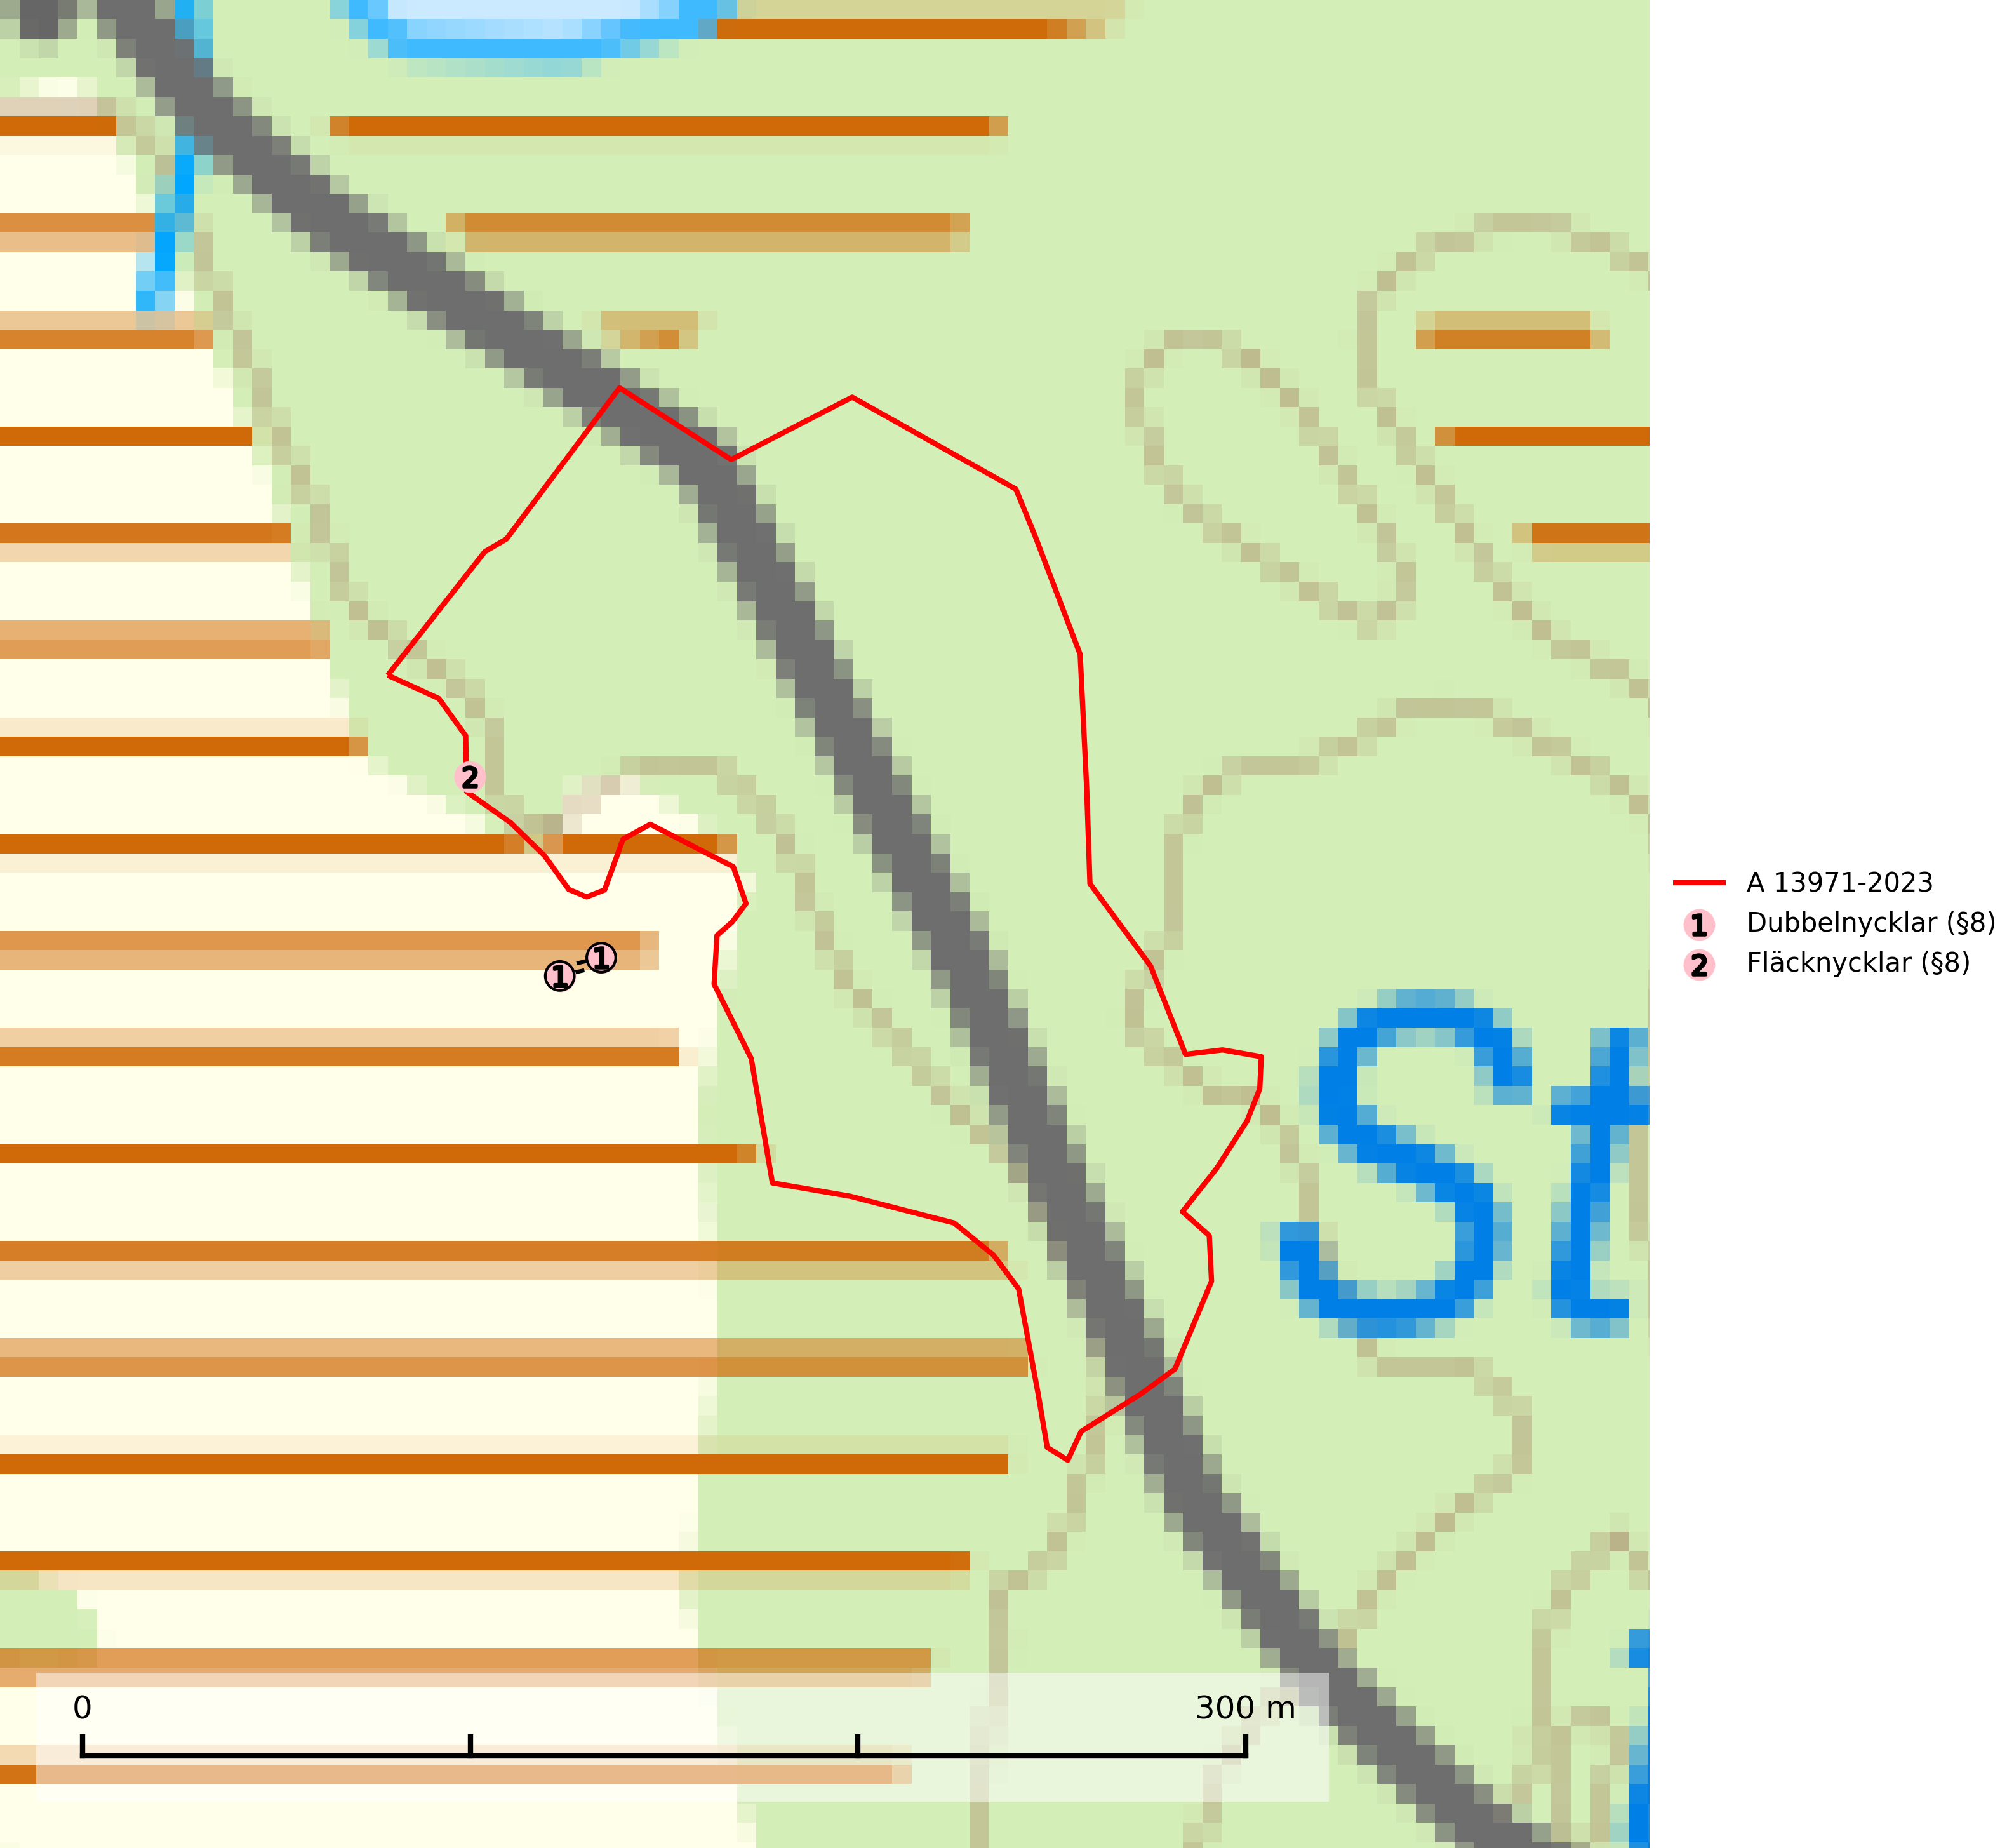 2
1
1
St
0
300 m
A 13971-2023
1 Dubbelnycklar (§8)
2 Fläcknycklar (§8)